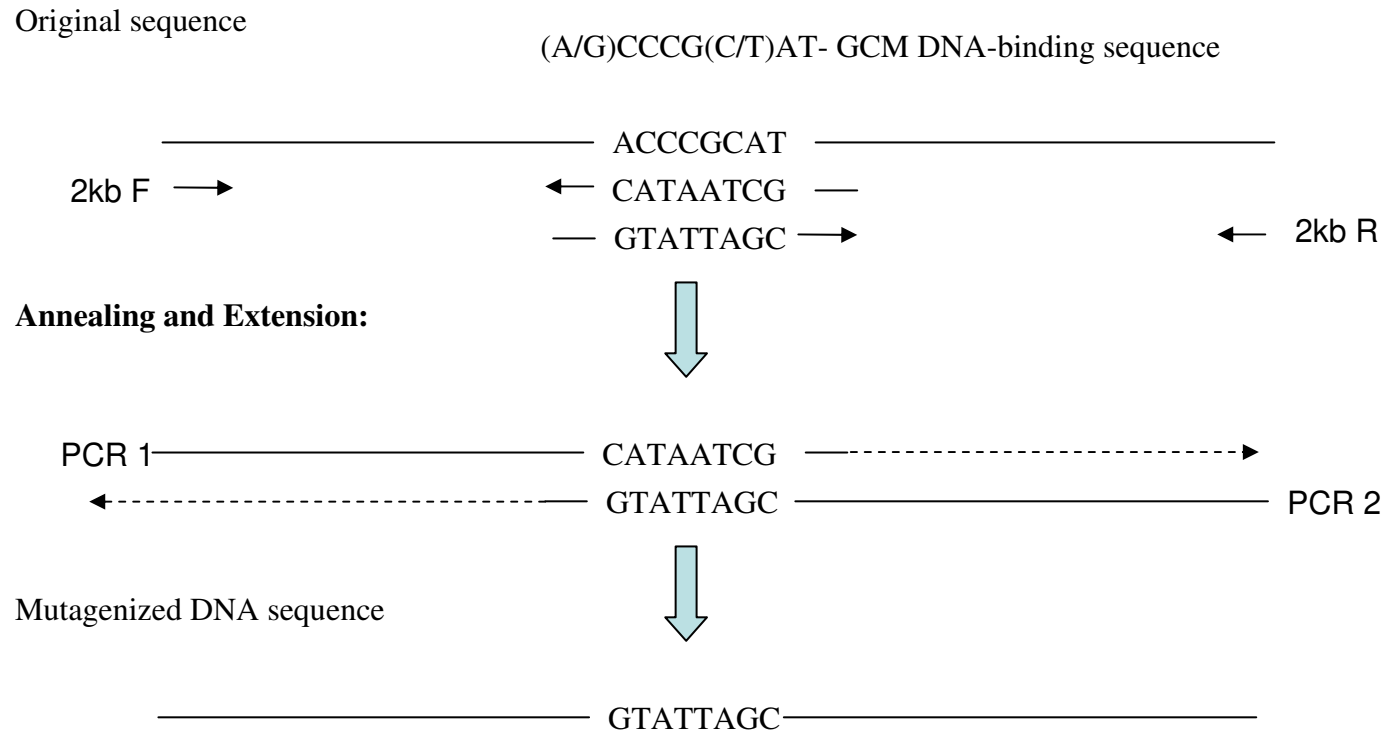 Original sequence
(A/G)CCCG(C/T)AT- GCM DNA-binding sequence
ACCCGCAT
2kb F
CATAATCG
GTATTAGC
2kb R
Annealing and Extension:
PCR 1
CATAATCG
GTATTAGC
PCR 2
Mutagenized DNA sequence
GTATTAGC